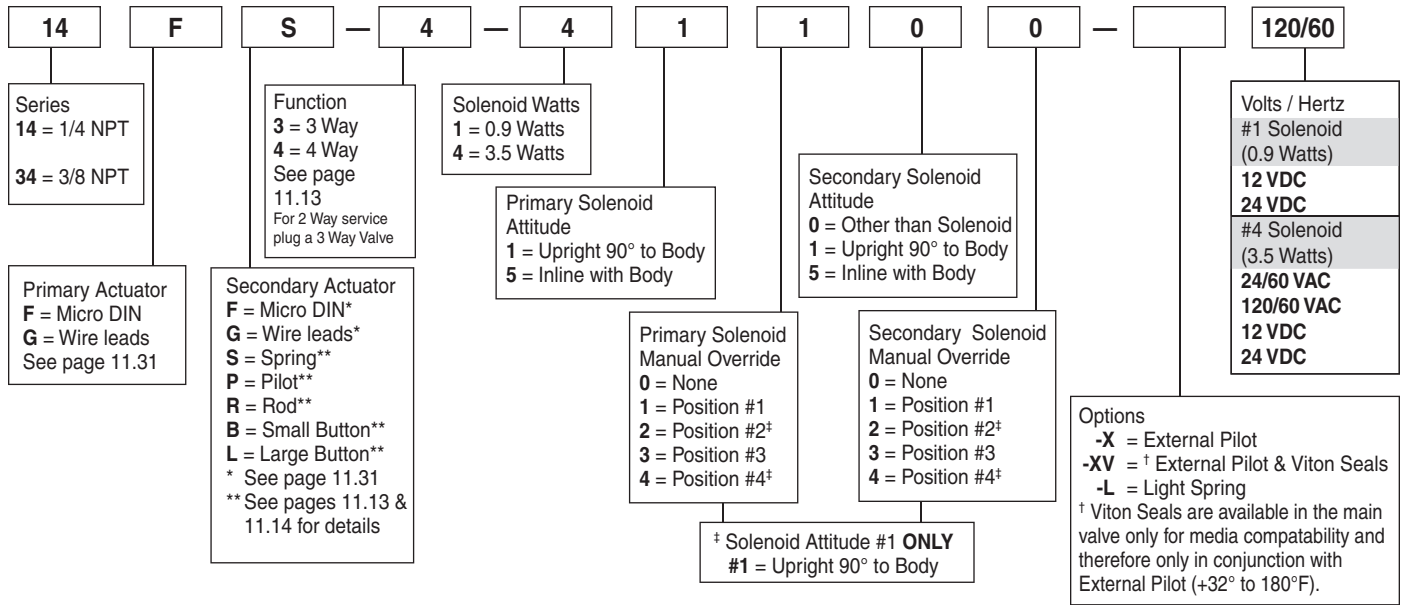 14 F S — 4 — 4 1 1 0 0 — 120/60
Series
14 = 1/4 NPT
34 = 3/8 NPT
Primary Actuator
F = Micro DIN
G = Wire leads
See page 11.31
Secondary Actuator
F = Micro DIN*
G = Wire leads*
S = Spring**
P = Pilot**
R = Rod**
B = Small Button**
L = Large Button**
* See page 11.31
** See pages 11.13 &
11.14 for details
Function
3 = 3 Way
4 = 4 Way
See page
11.13
For 2 Way service
plug a 3 Way Valve
Solenoid Watts
1 = 0.9 Watts
4 = 3.5 Watts
Primary Solenoid
Attitude
1 = Upright 90° to Body
5 = Inline with Body
Primary Solenoid
Manual Override
0 = None
1 = Position #1
2 = Position #2‡
3 = Position #3
4 = Position #4‡
Secondary Solenoid
Attitude
0 = Other than Solenoid
1 = Upright 90° to Body
5 = Inline with Body
Secondary Solenoid
Manual Override
0 = None
1 = Position #1
2 = Position #2‡
3 = Position #3
4 = Position #4‡
‡ Solenoid Attitude #1 ONLY
#1 = Upright 90° to Body
Options
-X = External Pilot
-XV = † External Pilot & Viton Seals
-L = Light Spring
† Viton Seals are available in the main
valve only for media compatability and
therefore only in conjunction with
External Pilot (+32° to 180°F).
Volts / Hertz
#1 Solenoid
(0.9 Watts)
12 VDC
24 VDC
#4 Solenoid
(3.5 Watts)
24/60 VAC
120/60 VAC
12 VDC
24 VDC